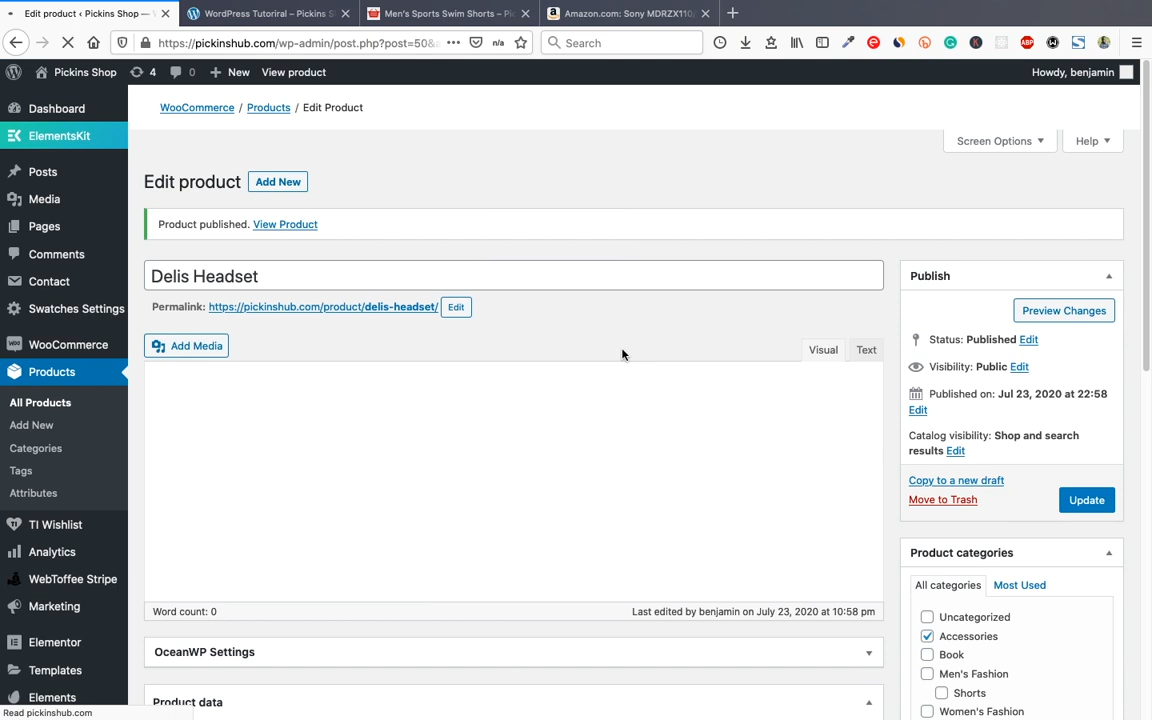 Edit product ‹ Pickins Shop —
WordPress Tutoriral – Pickins S
Men's Sports Swim Shorts – Pic
Amazon.com: Sony MDRZX110/
https://pickinshub.com/wp-admin/post.php?post=50&a
n/a
Search
ABP
Pickins Shop
4
0
New
View product
Howdy, benjamin
Dashboard
ElementsKit
Posts
Media
Pages
Comments
Contact
Swatches Settings
WooCommerce
Products
All Products
Add New
Categories
Tags
Attributes
TI Wishlist
Analytics
WebToffee Stripe
Marketing
Elementor
Templates
Elements
Read pickinshub.com
WooCommerce / Products / Edit Product
Screen Options
Help
Edit product
Add New
Product published. View Product
Delis Headset
Permalink: https://pickinshub.com/product/delis-headset/ Edit
Add Media
Visual
Text
Word count: 0
Last edited by benjamin on July 23, 2020 at 10:58 pm
OceanWP Settings
Product data
Publish
Preview Changes
Status: Published Edit
Visibility: Public Edit
Published on: Jul 23, 2020 at 22:58
Edit
Catalog visibility: Shop and search
results Edit
Copy to a new draft
Move to Trash
Update
Product categories
All categories
Most Used
Uncategorized
Accessories
Book
Men's Fashion
Shorts
Women's Fashion